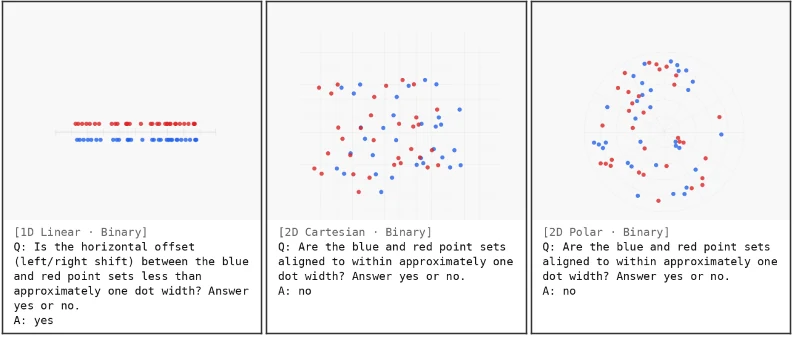 [1D Linear · Binary]
Q: Is the horizontal offset
(left/right shift) between the blue
and red point sets less than
approximately one dot width? Answer
yes or no.
A: yes
[2D Cartesian · Binary]
Q: Are the blue and red point sets
aligned to within approximately one
dot width? Answer yes or no.
A: no
[2D Polar · Binary]
Q: Are the blue and red point sets
aligned to within approximately one
dot width? Answer yes or no.
A: no